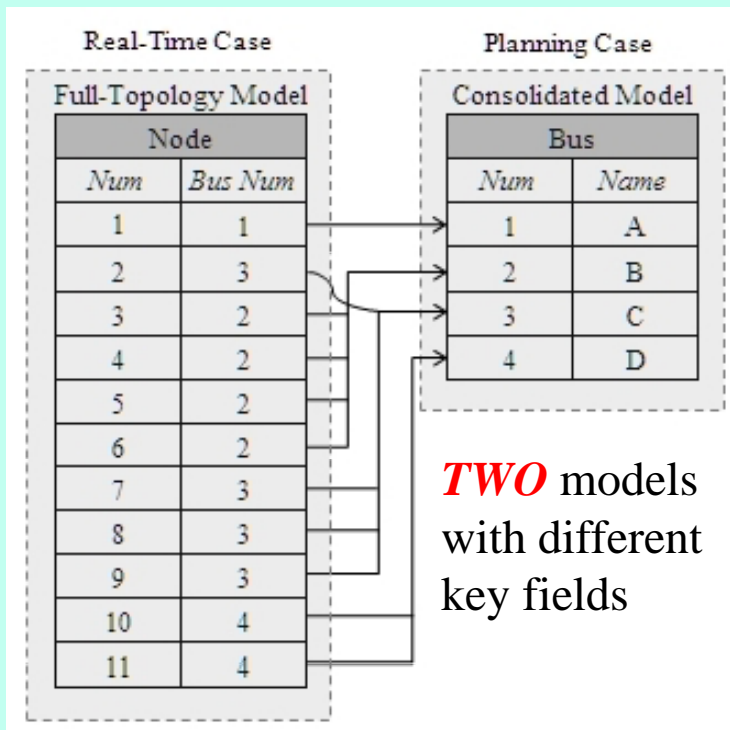 Real-Time Case
Full-Topology Model
Node
Num Bus Num
1 1
2 3
3 2
4 2
5 2
6 2
7 3
8 3
9 3
10 4
11 4
Planning Case
Consolidated Model
Bus
Num Name
1 A
2 B
3 C
4 D
TWO models
with different
key fields